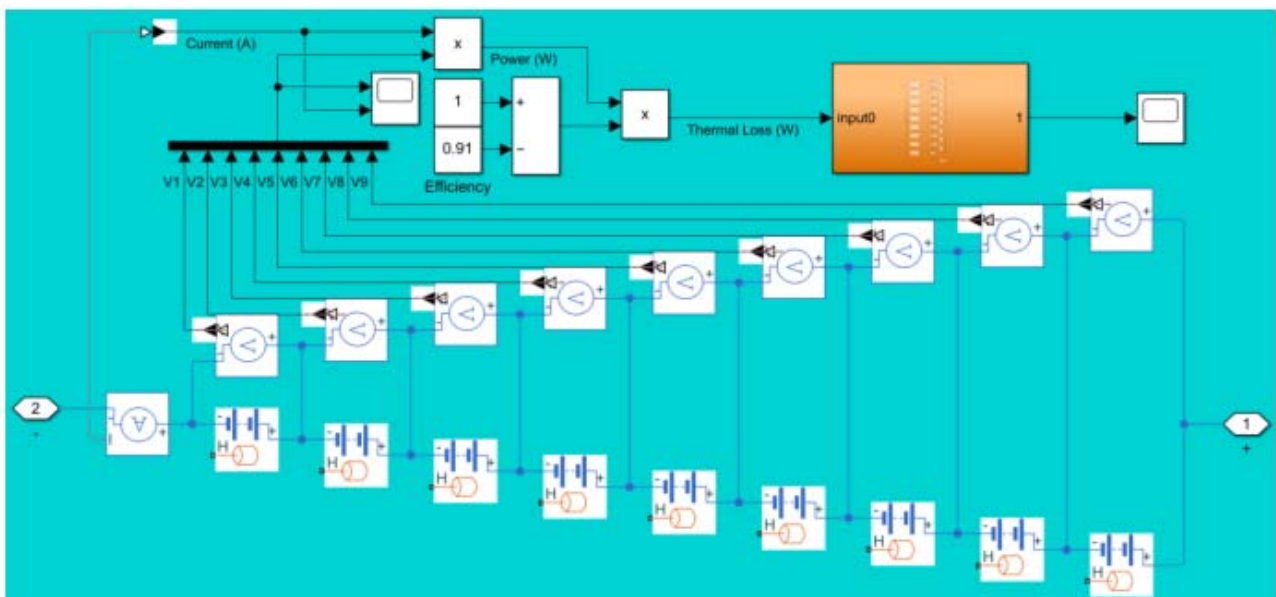 Current (A)
x
Power (W)
1
+
0.91
−
Efficiency
x
Thermal Loss (W)
input0
1
V1 V2 V3 V4 V5 V6 V7 V8 V9
V +
V +
V +
V +
V +
V +
V +
V +
V +
2
-
A
I
+
1
+
- +
H
- +
H
- +
H
- +
H
- +
H
- +
H
- +
H
- +
H
- +
H